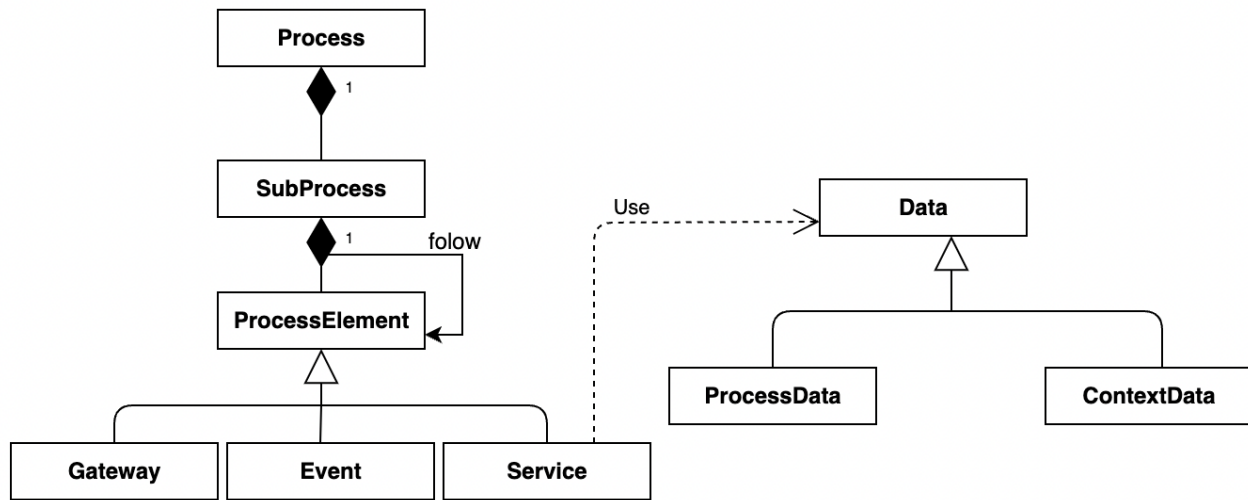 Process
1
SubProcess
1
folow
ProcessElement
Gateway
Event
Service
Use
Data
ProcessData
ContextData